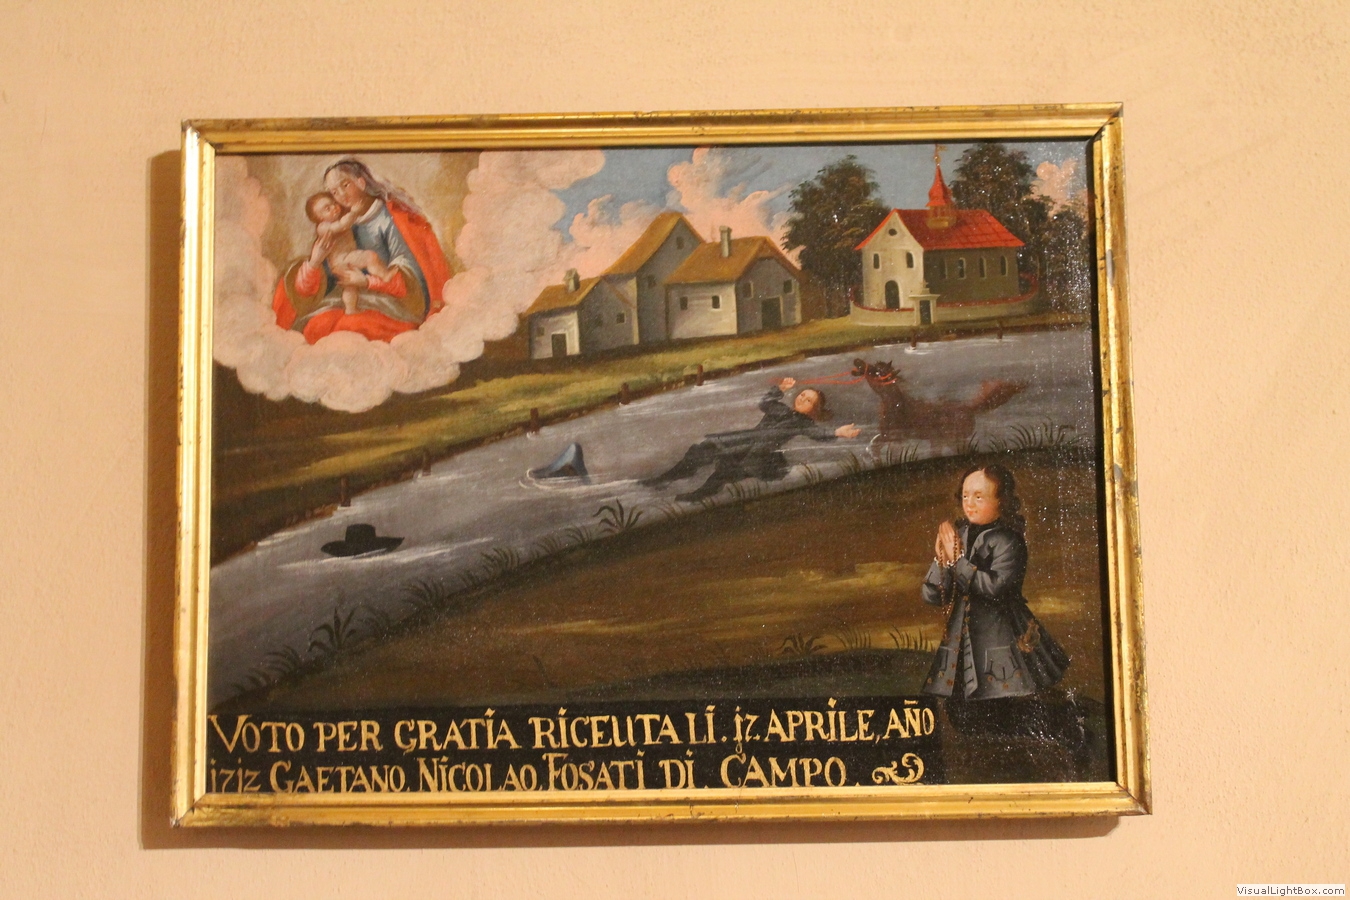 VOTO PER GRATIA RICEUTA LI. 17. APRILE, AÑO
1712 GAETANO. NICOLAO. FOSATI DI CAMPO.
VisualLightBox.com